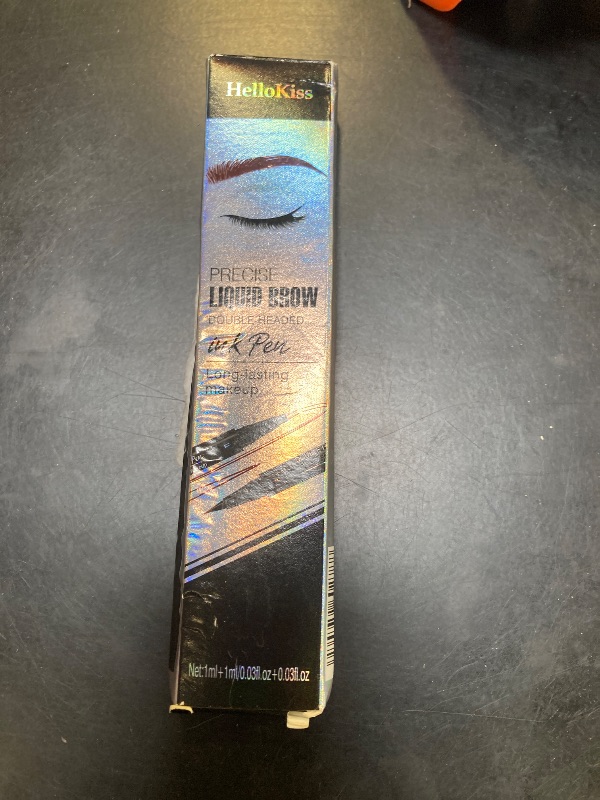 HelloKiss
PRECISE
LIQUID BROW
DOUBLE HEADED
ink Pen
Long-lasting
makeup
Net:1ml+1ml/0.03fl.oz+0.03fl.oz